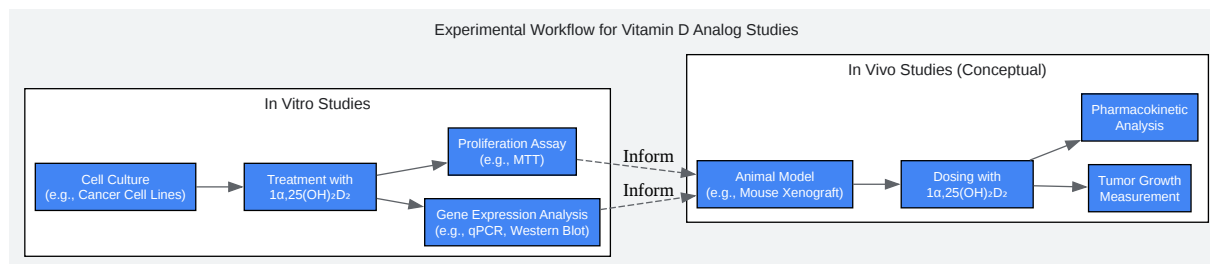 Experimental Workflow for Vitamin D Analog Studies
In Vitro Studies
Cell Culture
(e.g., Cancer Cell Lines)
Treatment with
1α,25(OH)₂D₂
Proliferation Assay
(e.g., MTT)
Gene Expression Analysis
(e.g., qPCR, Western Blot)
Inform
Inform
In Vivo Studies (Conceptual)
Animal Model
(e.g., Mouse Xenograft)
Dosing with
1α,25(OH)₂D₂
Pharmacokinetic
Analysis
Tumor Growth
Measurement